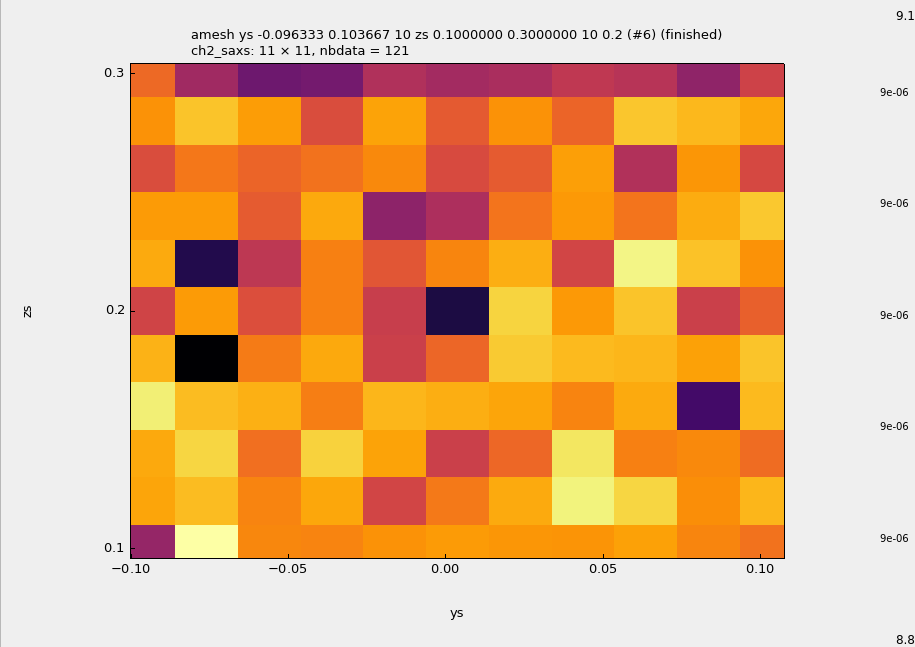 amesh ys -0.096333 0.103667 10 zs 0.1000000 0.3000000 10 0.2 (#6) (finished)
ch2_saxs: 11 × 11, nbdata = 121
9.1
0.3
9e-06
9e-06
zs
0.2
9e-06
9e-06
0.1
9e-06
−0.10
−0.05
0.00
0.05
0.10
ys
8.8